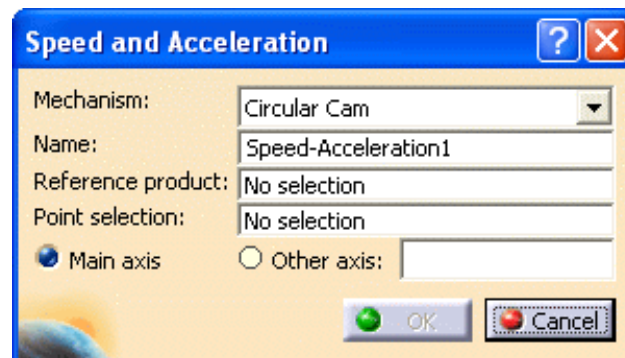 Speed and Acceleration
Mechanism: Circular Cam
Name: Speed-Acceleration1
Reference product: No selection
Point selection: No selection
Main axis Other axis:
OK Cancel